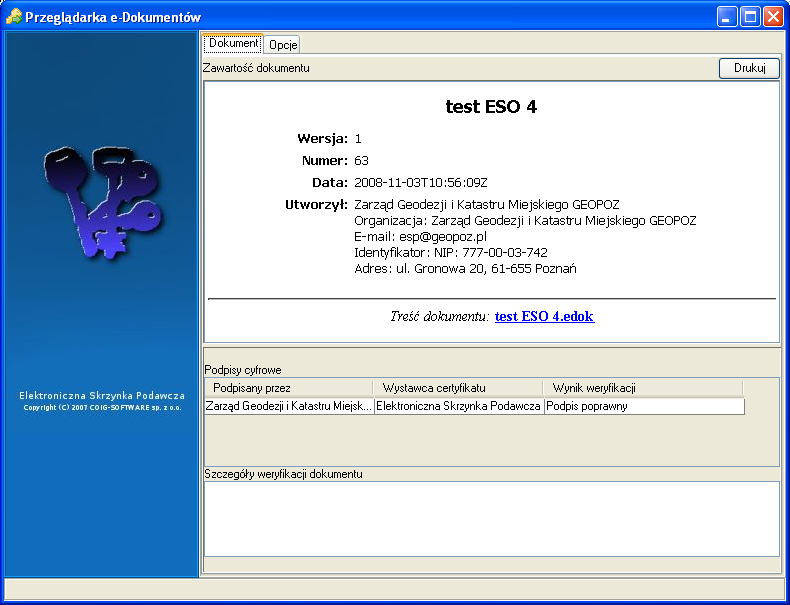 Przeglądarka e-Dokumentów
Dokument Opcje
Zawartość dokumentu Drukuj
test ESO 4
Wersja: 1
Numer: 63
Data: 2008-11-03T10:56:09Z
Utworzył: Zarząd Geodezji i Katastru Miejskiego GEOPOZ
Organizacja: Zarząd Geodezji i Katastru Miejskiego GEOPOZ
E-mail: esp@geopoz.pl
Identyfikator: NIP: 777-00-03-742
Adres: ul. Gronowa 20, 61-655 Poznań
Treść dokumentu: test ESO 4.edok
Elektroniczna Skrzynka Podawcza
Copyright (C) 2007 COIG-SOFTWARE sp. z o.o.
Podpisy cyfrowe
Podpisany przez Wystawca certyfikatu Wynik weryfikacji
Zarząd Geodezji i Katastru Miejsk... Elektroniczna Skrzynka Podawcza Podpis poprawny
Szczegóły weryfikacji dokumentu